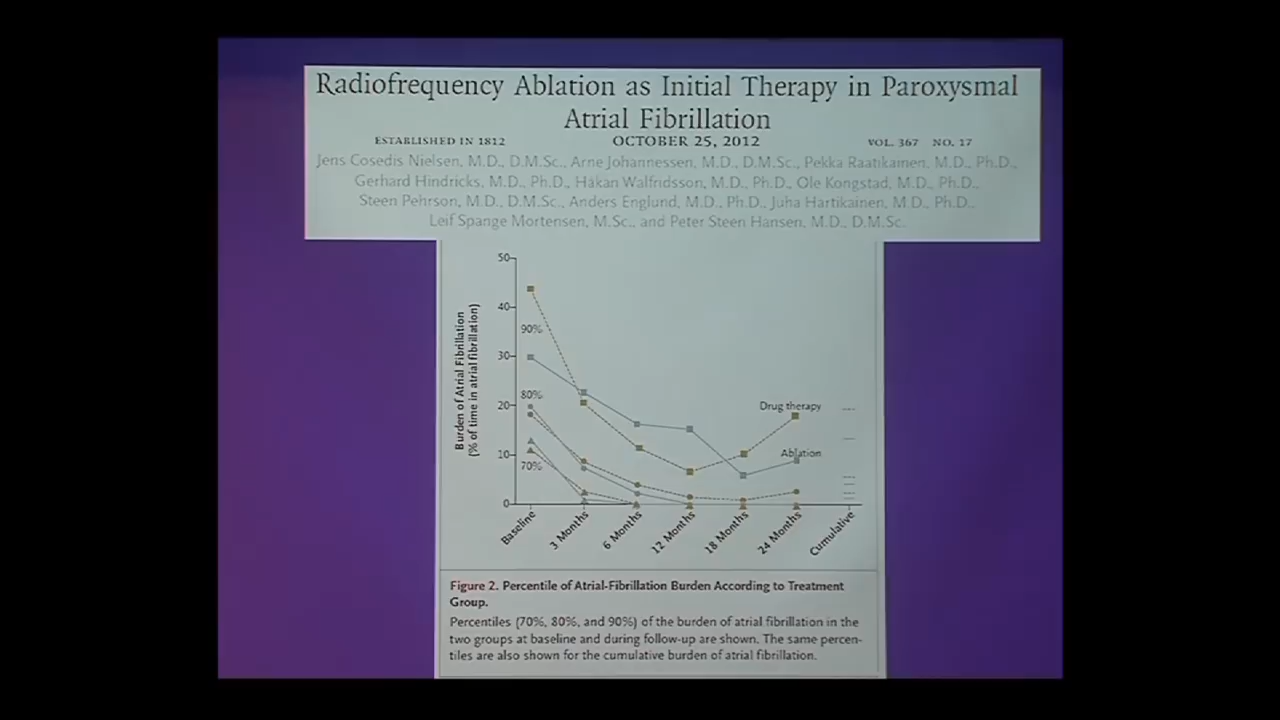 Radiofrequency Ablation as Initial Therapy in Paroxysmal
Atrial Fibrillation
ESTABLISHED IN 1812 OCTOBER 25, 2012 VOL. 367 NO. 17
Jens Cosedis Nielsen, M.D., D.M.Sc., Arne Johannessen, M.D., D.M.Sc., Pekka Raatikainen, M.D., Ph.D.,
Gerhard Hindricks, M.D., Ph.D., Håkan Walfridsson, M.D., Ph.D., Ole Kongstad, M.D., Ph.D.,
Steen Pehrson, M.D., D.M.Sc., Anders Englund, M.D., Ph.D., Juha Hartikainen, M.D., Ph.D.,
Leif Spange Mortensen, M.Sc., and Peter Steen Hansen, M.D., D.M.Sc.
Burden of Atrial Fibrillation
(% of time in atrial fibrillation)
50
40
30
20
10
0
90%
80%
70%
Drug therapy
Ablation
Baseline
3 Months
6 Months
12 Months
18 Months
24 Months
Cumulative
Figure 2. Percentile of Atrial-Fibrillation Burden According to Treatment
Group.
Percentiles (70%, 80%, and 90%) of the burden of atrial fibrillation in the
two groups at baseline and during follow-up are shown. The same percen-
tiles are also shown for the cumulative burden of atrial fibrillation.